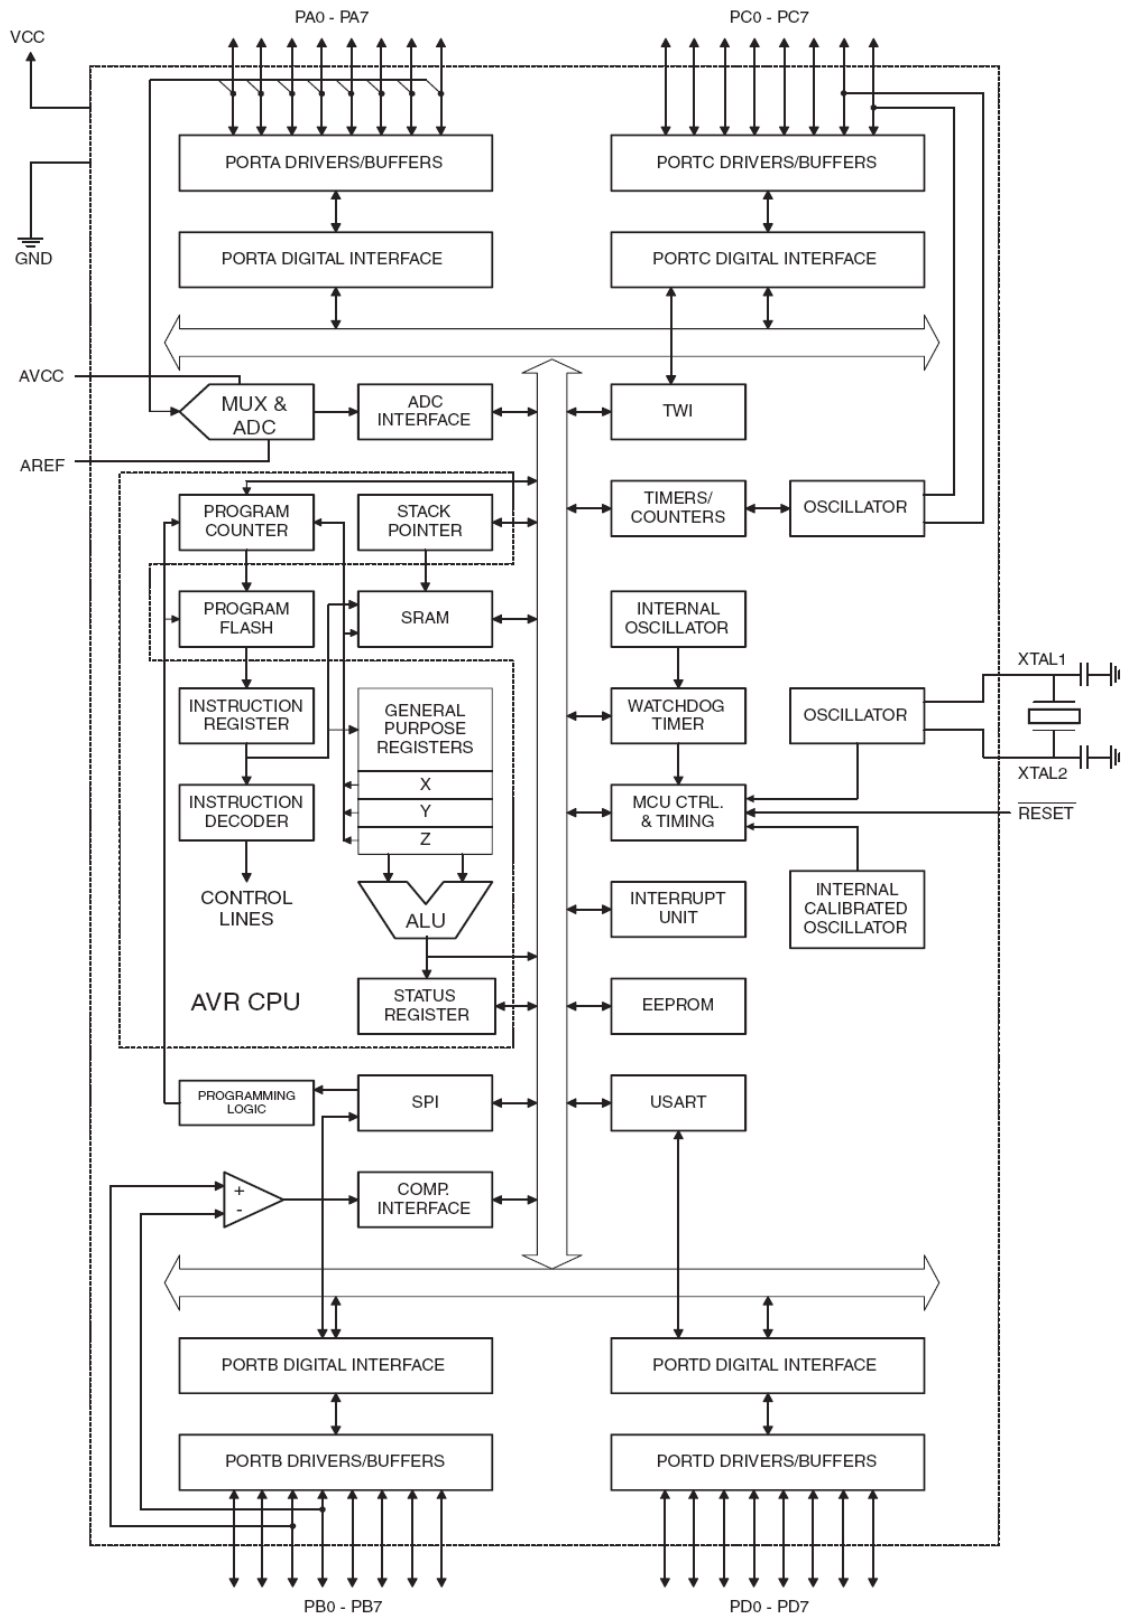 PA0 - PA7
PC0 - PC7
VCC
PORTA DRIVERS/BUFFERS
PORTC DRIVERS/BUFFERS
GND
PORTA DIGITAL INTERFACE
PORTC DIGITAL INTERFACE
AVCC
MUX &
ADC
ADC
INTERFACE
TWI
AREF
PROGRAM
COUNTER
STACK
POINTER
TIMERS/
COUNTERS
OSCILLATOR
PROGRAM
FLASH
SRAM
INTERNAL
OSCILLATOR
XTAL1
INSTRUCTION
REGISTER
GENERAL
PURPOSE
REGISTERS
X
Y
Z
WATCHDOG
TIMER
OSCILLATOR
XTAL2
INSTRUCTION
DECODER
MCU CTRL.
& TIMING
RESET
CONTROL
LINES
ALU
INTERRUPT
UNIT
INTERNAL
CALIBRATED
OSCILLATOR
AVR CPU
STATUS
REGISTER
EEPROM
PROGRAMMING
LOGIC
SPI
USART
+
-
COMP.
INTERFACE
PORTB DIGITAL INTERFACE
PORTD DIGITAL INTERFACE
PORTB DRIVERS/BUFFERS
PORTD DRIVERS/BUFFERS
PB0 - PB7
PD0 - PD7